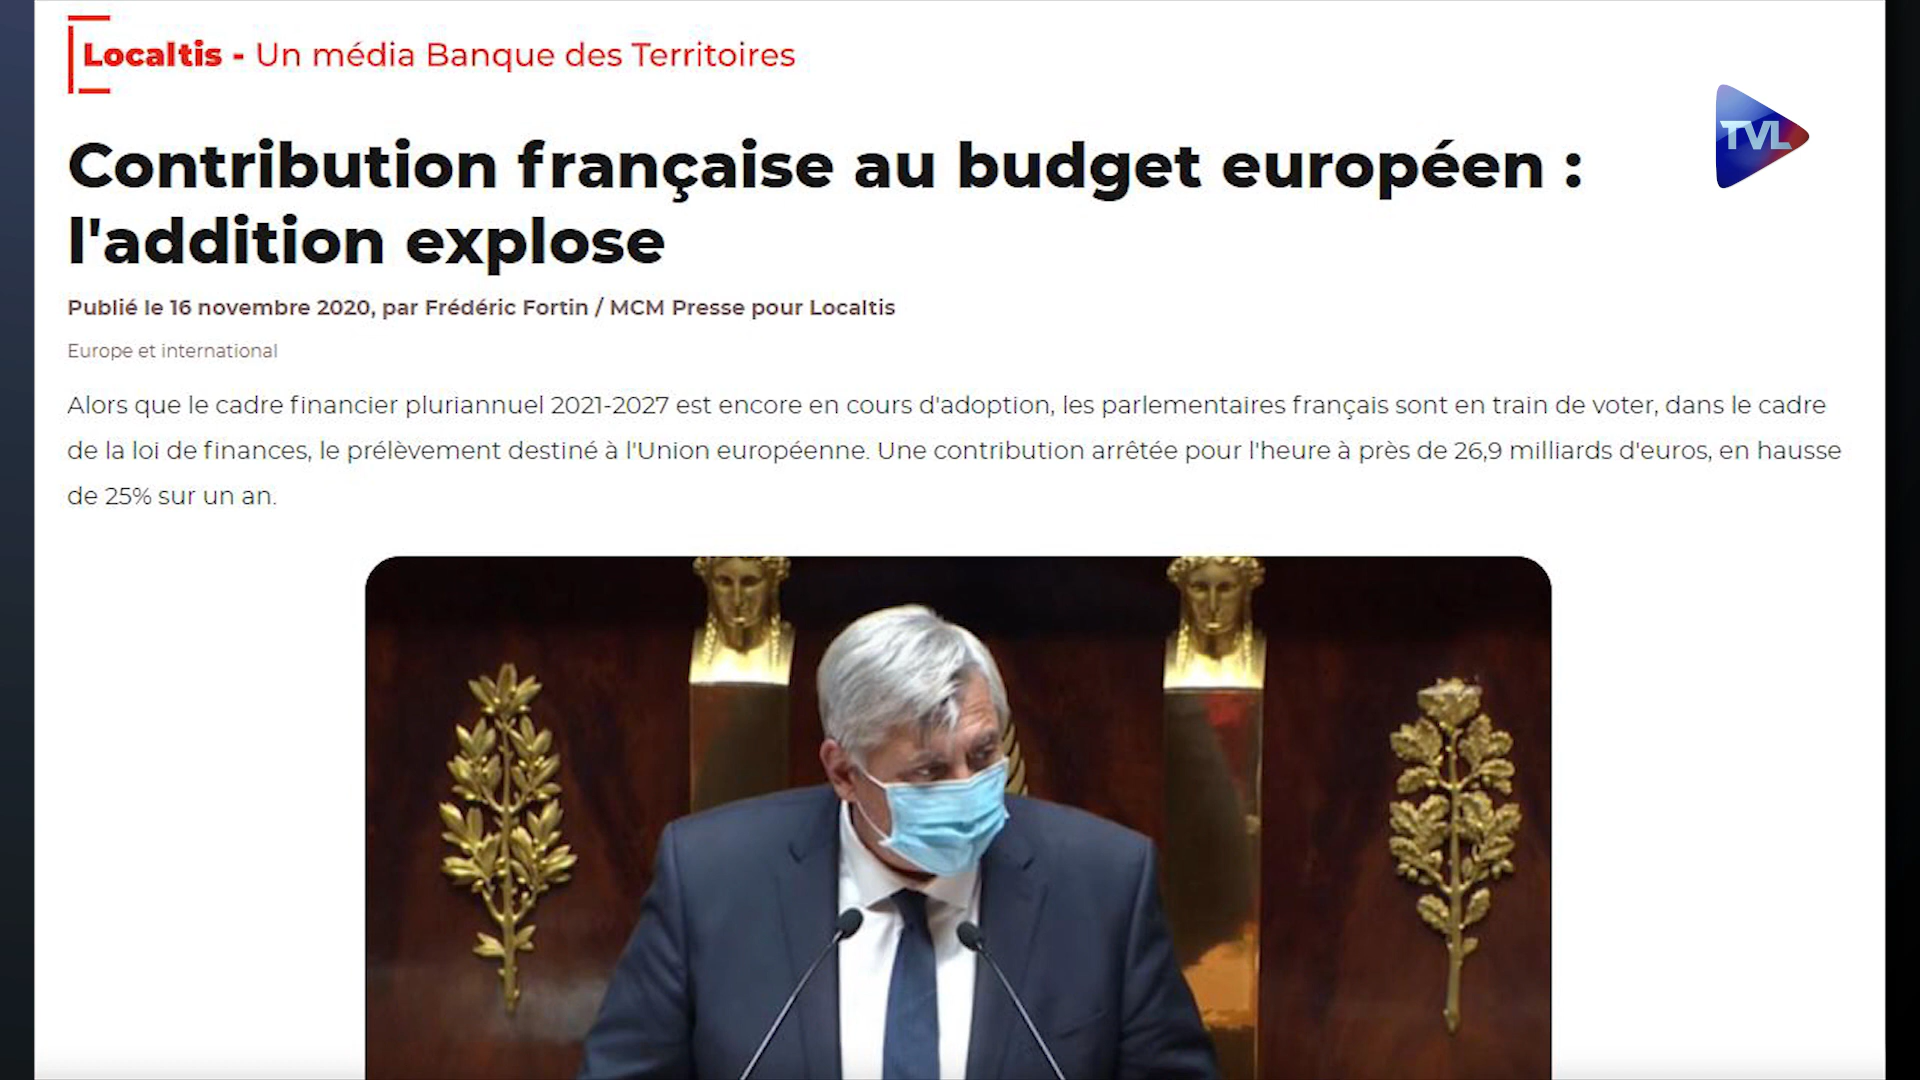 Localtis - Un média Banque des Territoires
TVL
Contribution française au budget européen :
l'addition explose
Publié le 16 novembre 2020, par Frédéric Fortin / MCM Presse pour Localtis
Europe et international
Alors que le cadre financier pluriannuel 2021-2027 est encore en cours d'adoption, les parlementaires français sont en train de voter, dans le cadre
de la loi de finances, le prélèvement destiné à l'Union européenne. Une contribution arrêtée pour l'heure à près de 26,9 milliards d'euros, en hausse
de 25% sur un an.